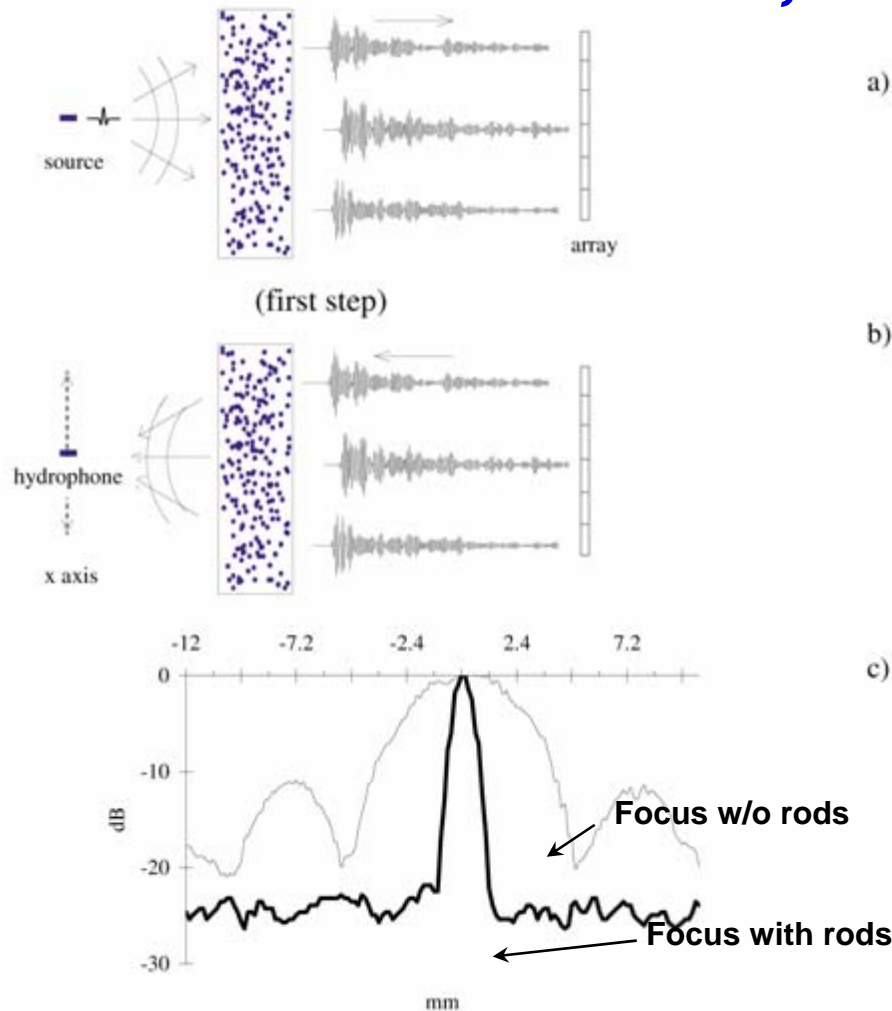 a)
source
array
(first step)
b)
hydrophone
x axis
-12 -7.2 -2.4 2.4 7.2
c)
0
-10
dB
Focus w/o rods
-20
Focus with rods
-30
mm